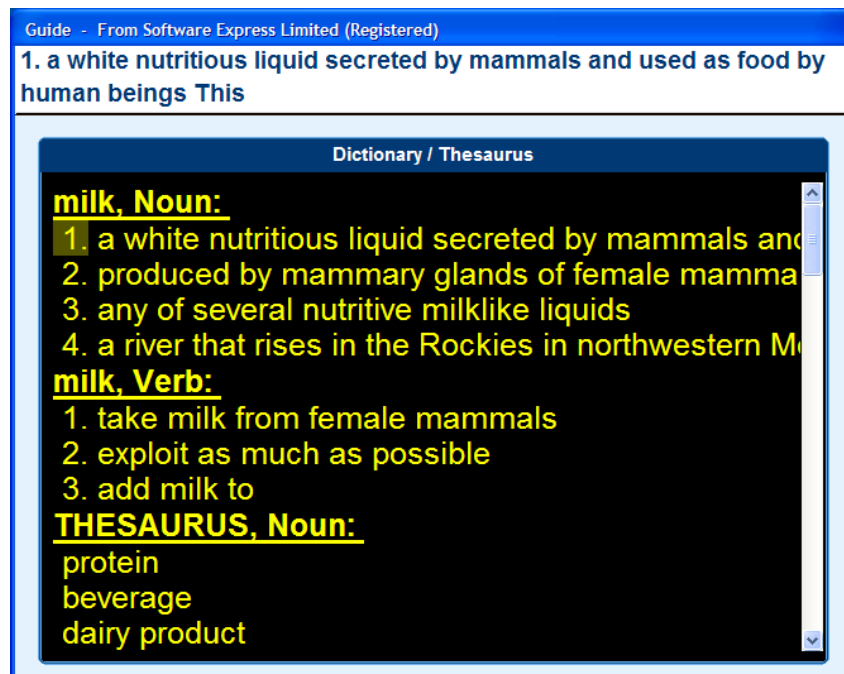 Guide - From Software Express Limited (Registered)
1. a white nutritious liquid secreted by mammals and used as food by
human beings This
Dictionary / Thesaurus
milk, Noun:
1. a white nutritious liquid secreted by mammals and
2. produced by mammary glands of female mamma
3. any of several nutritive milklike liquids
4. a river that rises in the Rockies in northwestern M
milk, Verb:
1. take milk from female mammals
2. exploit as much as possible
3. add milk to
THESAURUS, Noun:
protein
beverage
dairy product